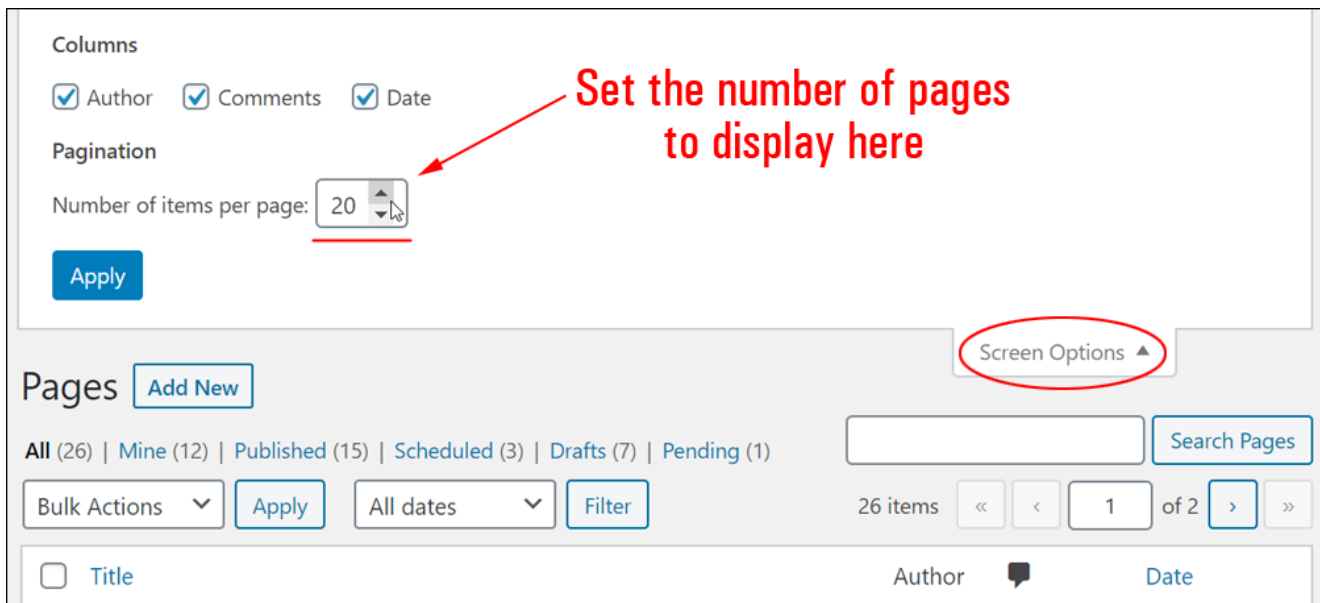 Columns
Author Comments Date
Set the number of pages
to display here
Pagination
Number of items per page: 20
Apply
Screen Options ▲
Pages Add New
All (26) | Mine (12) | Published (15) | Scheduled (3) | Drafts (7) | Pending (1)
Search Pages
Bulk Actions Apply All dates Filter 26 items « ‹ 1 of 2 › »
Title Author Date